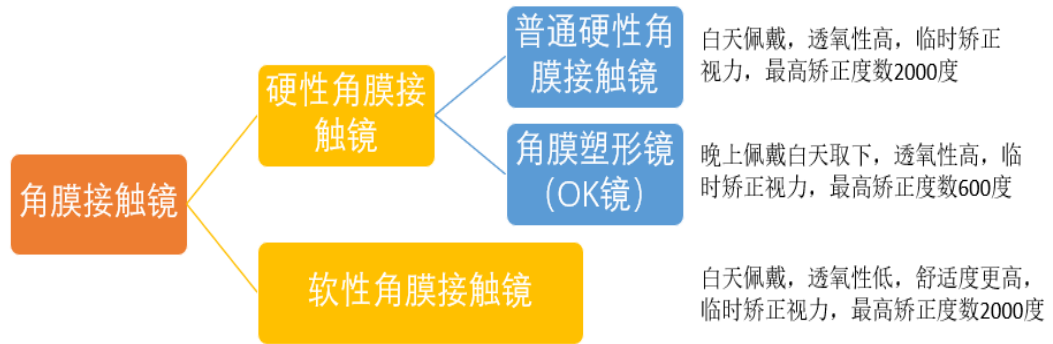 角膜接触镜
硬性角膜接
触镜
普通硬性角
膜接触镜
白天佩戴，透氧性高，临时矫正
视力，最高矫正度数2000度
角膜塑形镜
（OK镜）
晚上佩戴白天取下，透氧性高，临
时矫正视力，最高矫正度数600度
软性角膜接触镜
白天佩戴，透氧性低，舒适度更高，
临时矫正视力，最高矫正度数2000度